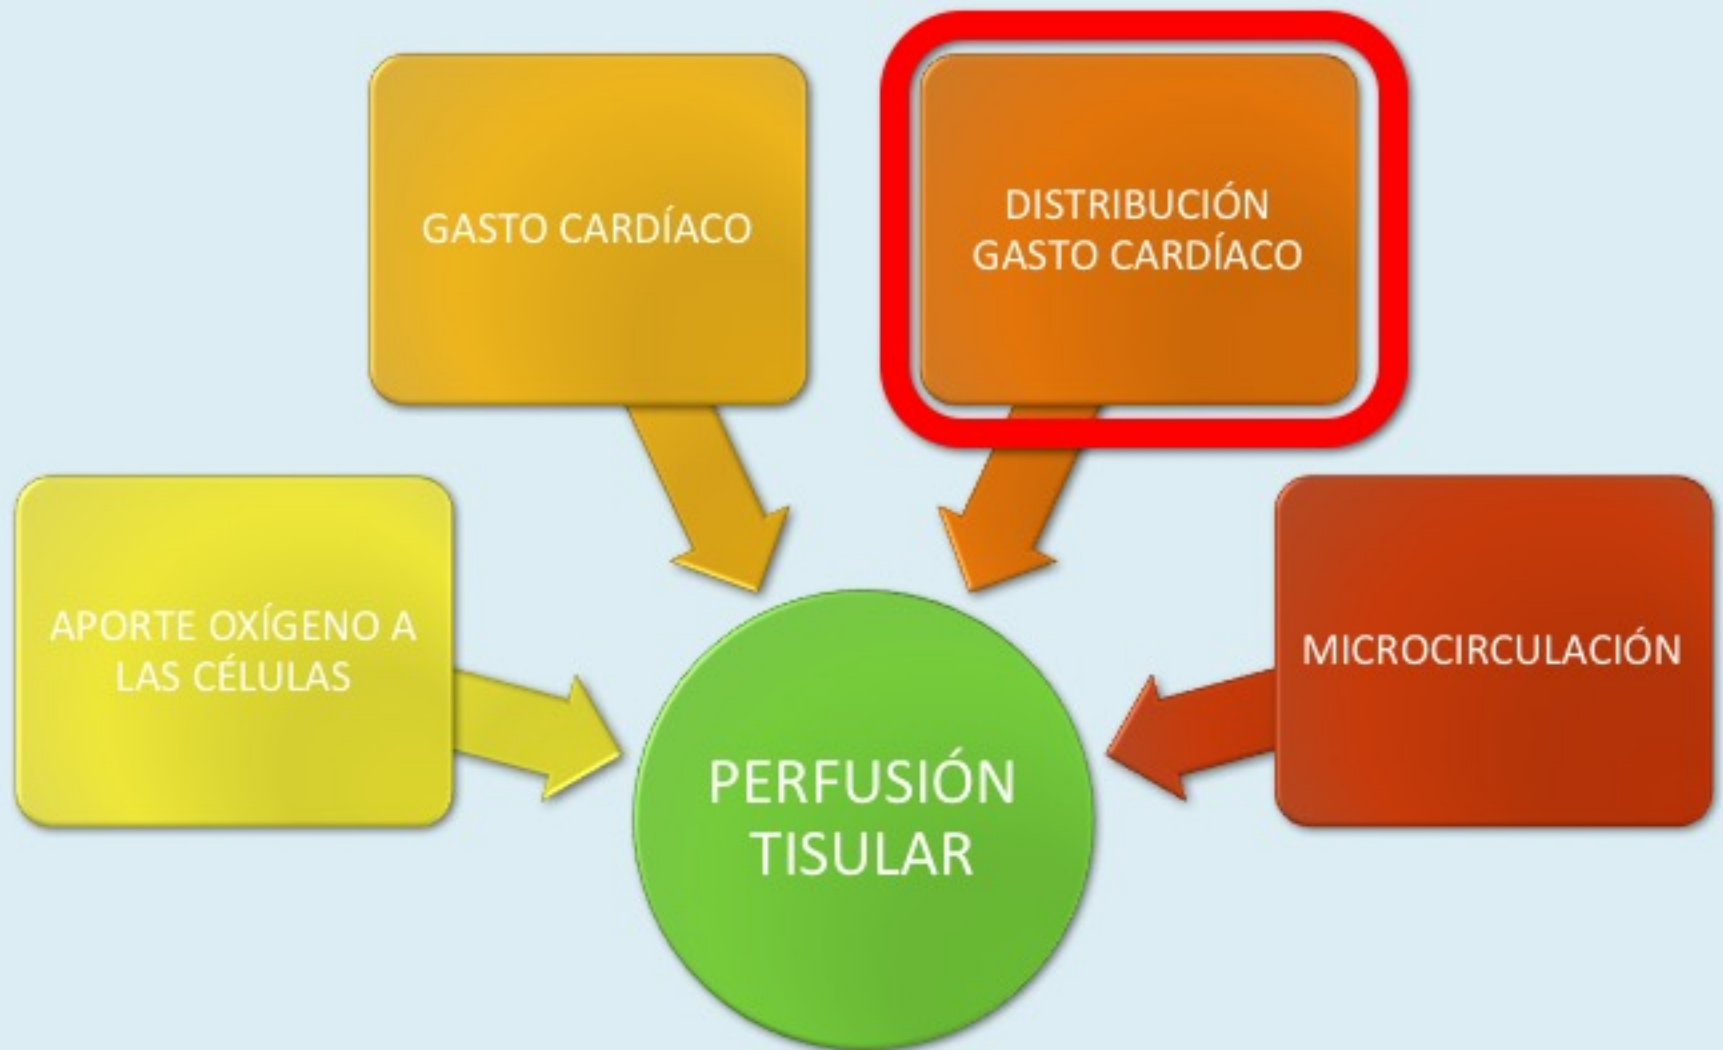 GASTO CARDÍACO
DISTRIBUCIÓN
GASTO CARDÍACO
APORTE OXÍGENO A
LAS CÉLULAS
MICROCIRCULACIÓN
PERFUSIÓN
TISULAR